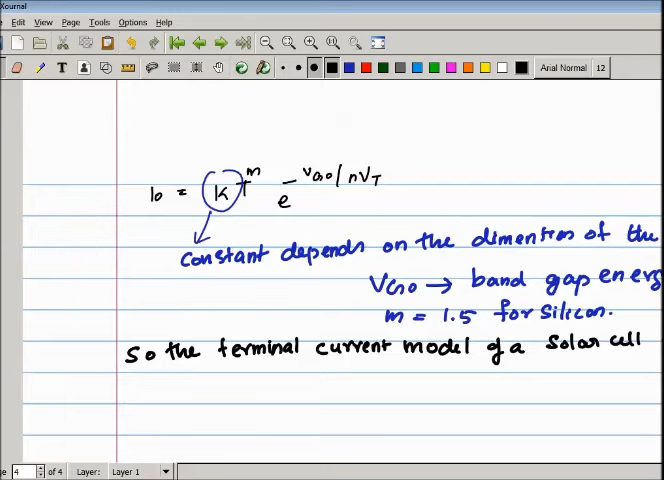 Xournal
Edit View Page Tools Options Help
Arial Normal 12
Io = K T^m e^-VGo/nVT
Constant depends on the dimention of the
VGo → band gap energ
m = 1.5 for silicon.
So the terminal current model of a Solar cell
4 of 4 Layer: Layer 1